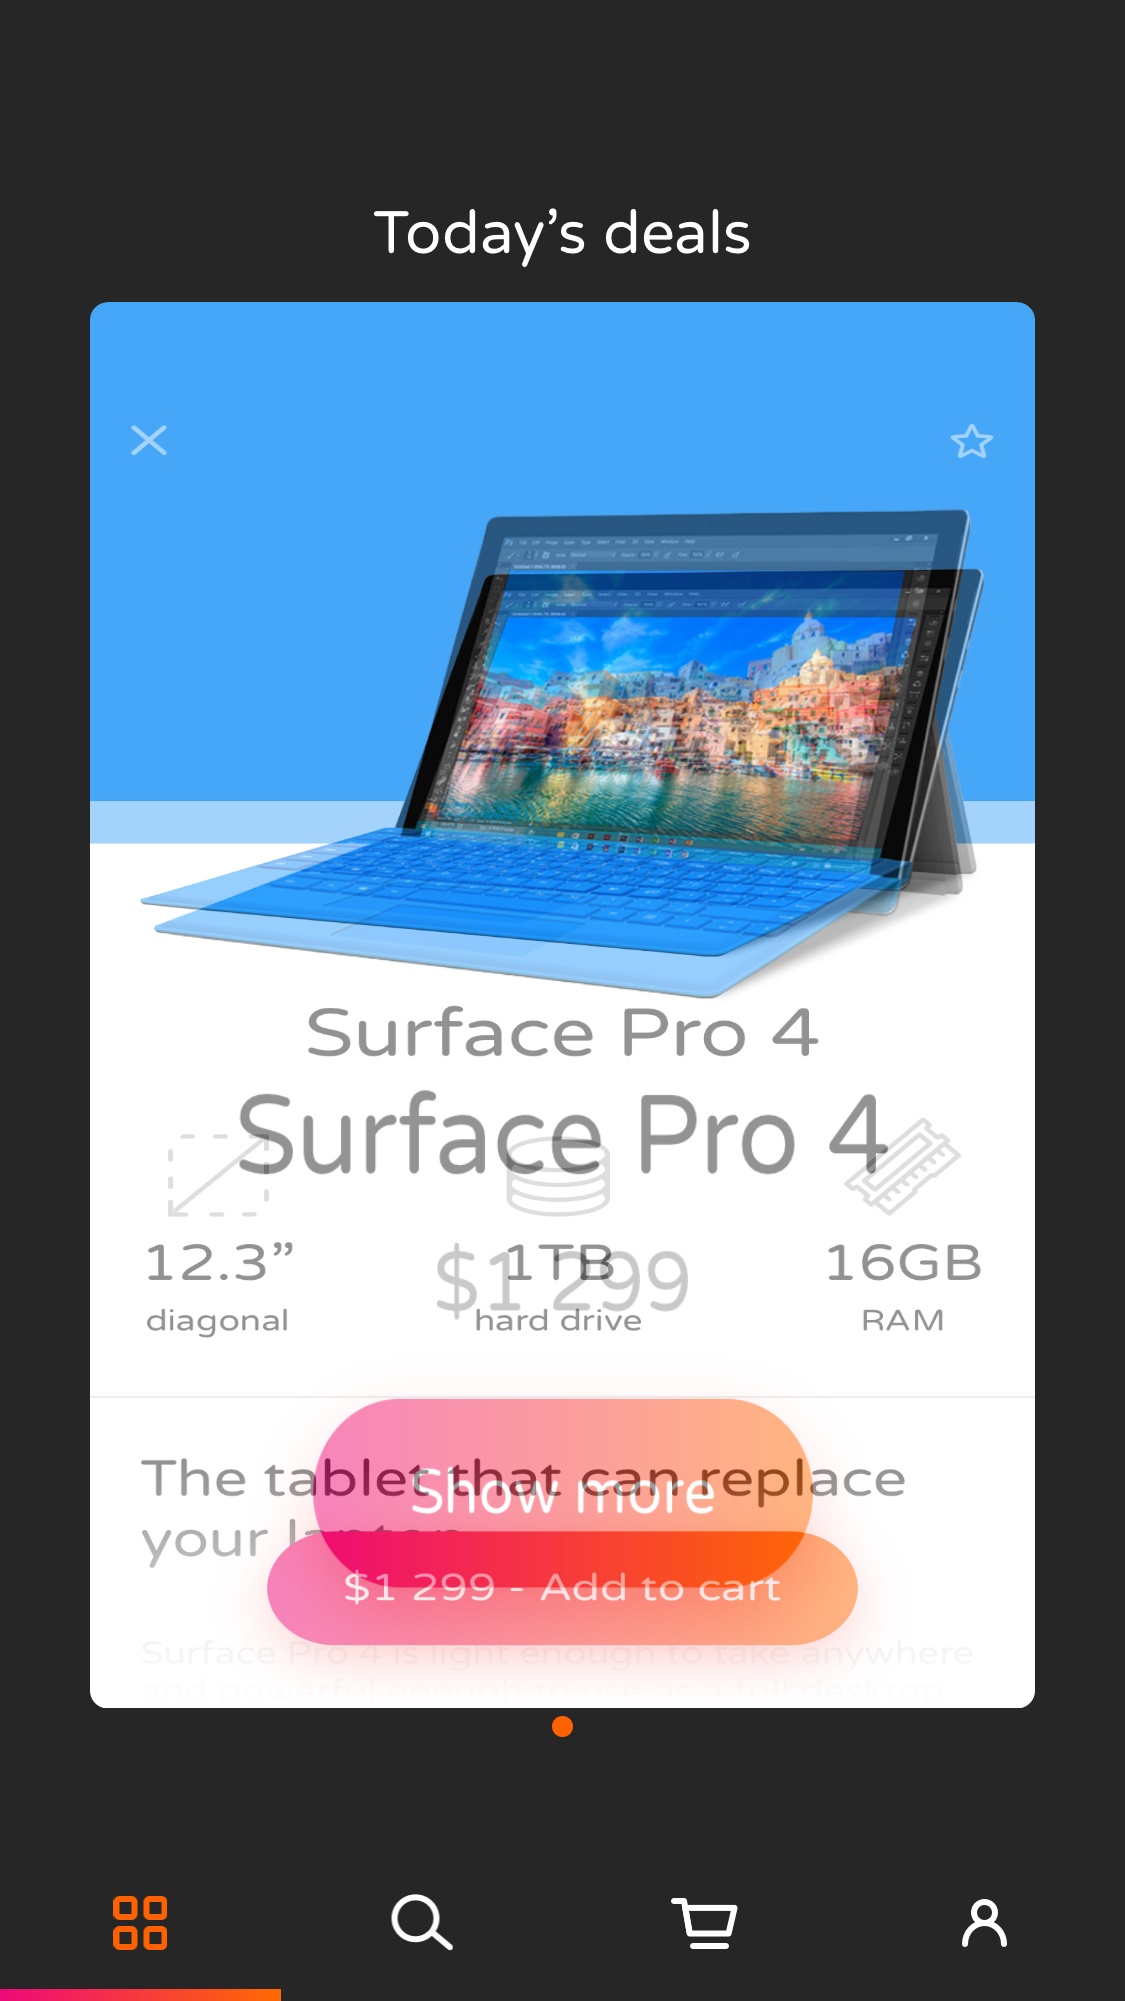 Today’s deals
Surface Pro 4
Surface Pro 4
12.3”
1TB
16GB
$1 299
diagonal
hard drive
RAM
The tablet that can replace
your laptop
Show more
$1 299 - Add to cart
Surface Pro 4 is light enough to take anywhere
and powerful enough to use as a full desktop